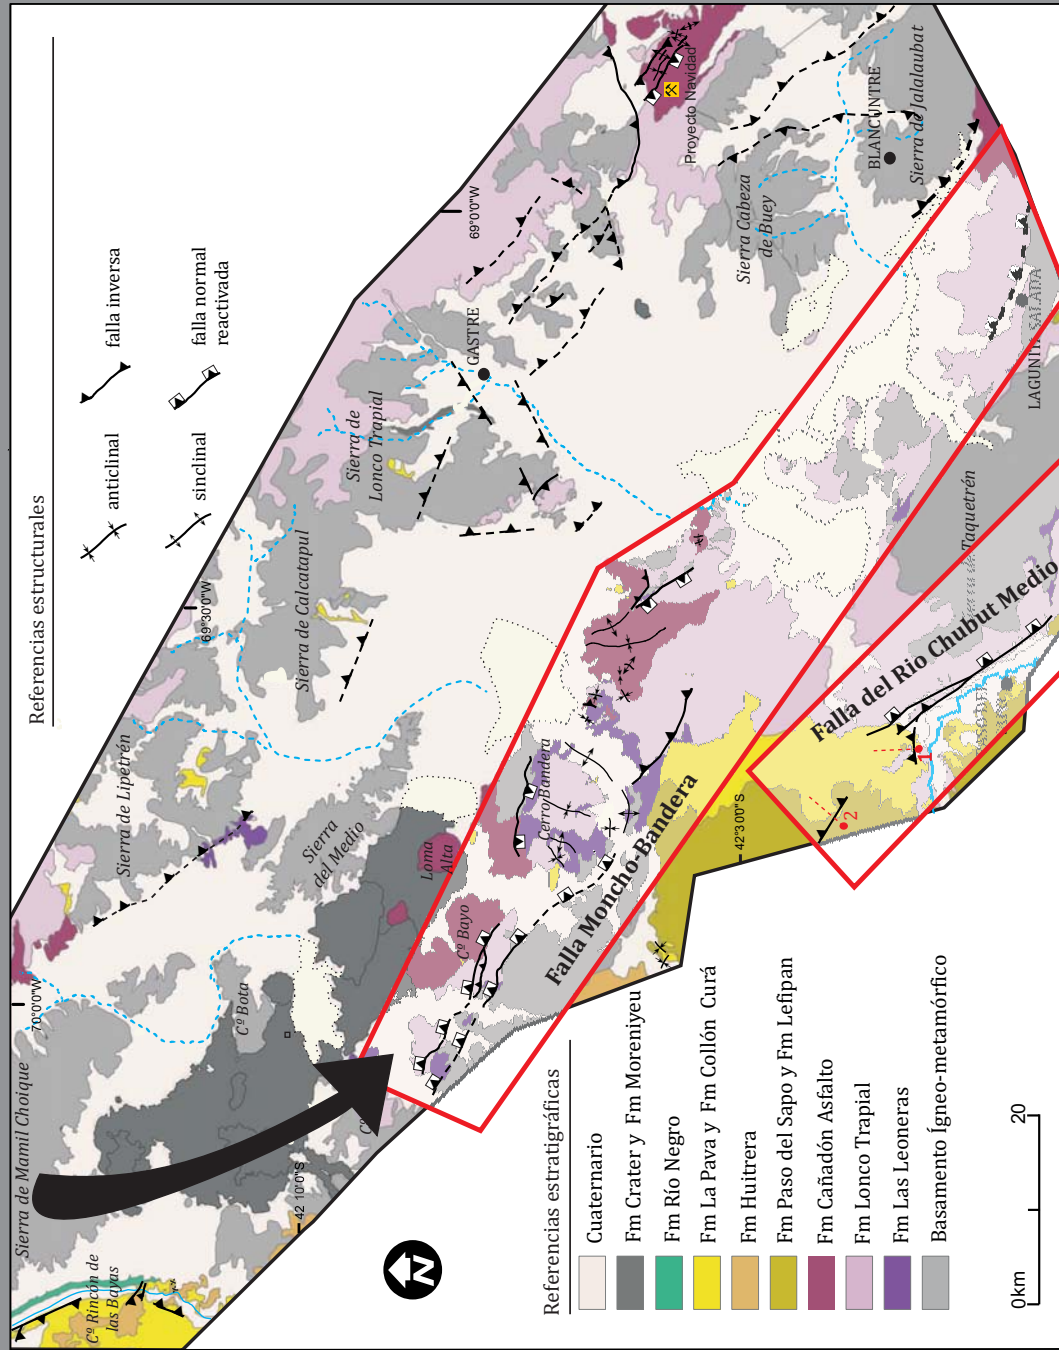 Referencias estructurales
anticlinal
sinclinal
falla inversa
falla normal
reactivada
Sierra de Mamil Choique
Cº Rincón de
las Bayas
70°0'0"W
69°30'0"W
69°0'0"W
42°10'0"S
42°30'0"S
Cº Bota
Sierra de Lipetrén
Sierra
del Medio
Sierra de Calcatapul
Sierra de
Lonco Trapial
GASTRE
Loma
Alta
Cº Bayo
Cerro Bandera
Falla Moncho-Bandera
Falla del Rio Chubut Medio
Proyecto Navidad
Sierra Cabeza
de Buey
BLANCUNTRE
Sierra de Jalalaubat
LAGUNITA SALADA
Taquetrén
1
2
N
Referencias estratigráficas
Cuaternario
Fm Crater y Fm Moreniyeu
Fm Río Negro
Fm La Pava y Fm Collón Curá
Fm Huitrera
Fm Paso del Sapo y Fm Lefipan
Fm Cañadón Asfalto
Fm Lonco Trapial
Fm Las Leoneras
Basamento Ígneo-metamórfico
0km
20